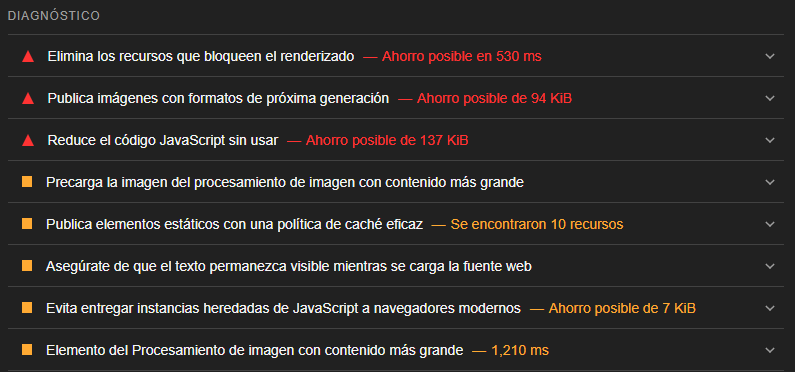 DIAGNÓSTICO
Elimina los recursos que bloqueen el renderizado — Ahorro posible en 530 ms
Publica imágenes con formatos de próxima generación — Ahorro posible de 94 KiB
Reduce el código JavaScript sin usar — Ahorro posible de 137 KiB
Precarga la imagen del procesamiento de imagen con contenido más grande
Publica elementos estáticos con una política de caché eficaz — Se encontraron 10 recursos
Asegúrate de que el texto permanezca visible mientras se carga la fuente web
Evita entregar instancias heredadas de JavaScript a navegadores modernos — Ahorro posible de 7 KiB
Elemento del Procesamiento de imagen con contenido más grande — 1,210 ms